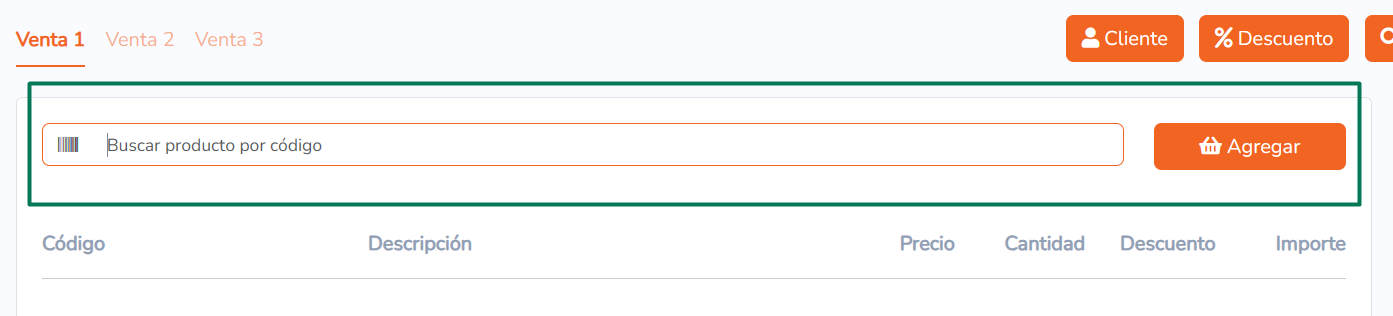 Venta 1 Venta 2 Venta 3 Cliente Descuento
Buscar producto por código Agregar
Código Descripción Precio Cantidad Descuento Importe